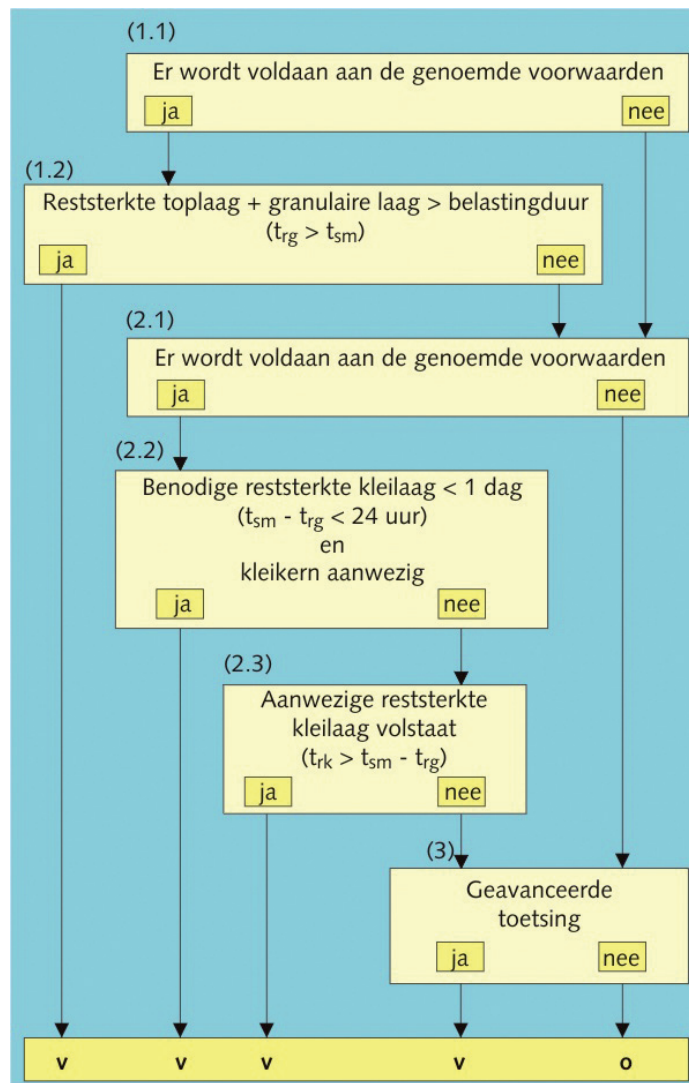 (1.1)
Er wordt voldaan aan de genoemde voorwaarden
ja nee
(1.2)
Reststerkte toplaag + granulaire laag > belastingduur
(trg > tsm)
ja nee
(2.1)
Er wordt voldaan aan de genoemde voorwaarden
ja nee
(2.2)
Benodige reststerkte kleilaag < 1 dag
(tsm - trg < 24 uur)
en
kleikern aanwezig
ja nee
(2.3)
Aanwezige reststerkte
kleilaag volstaat
(trk > tsm - trg)
ja nee
(3)
Geavanceerde
toetsing
ja nee
v v v v o